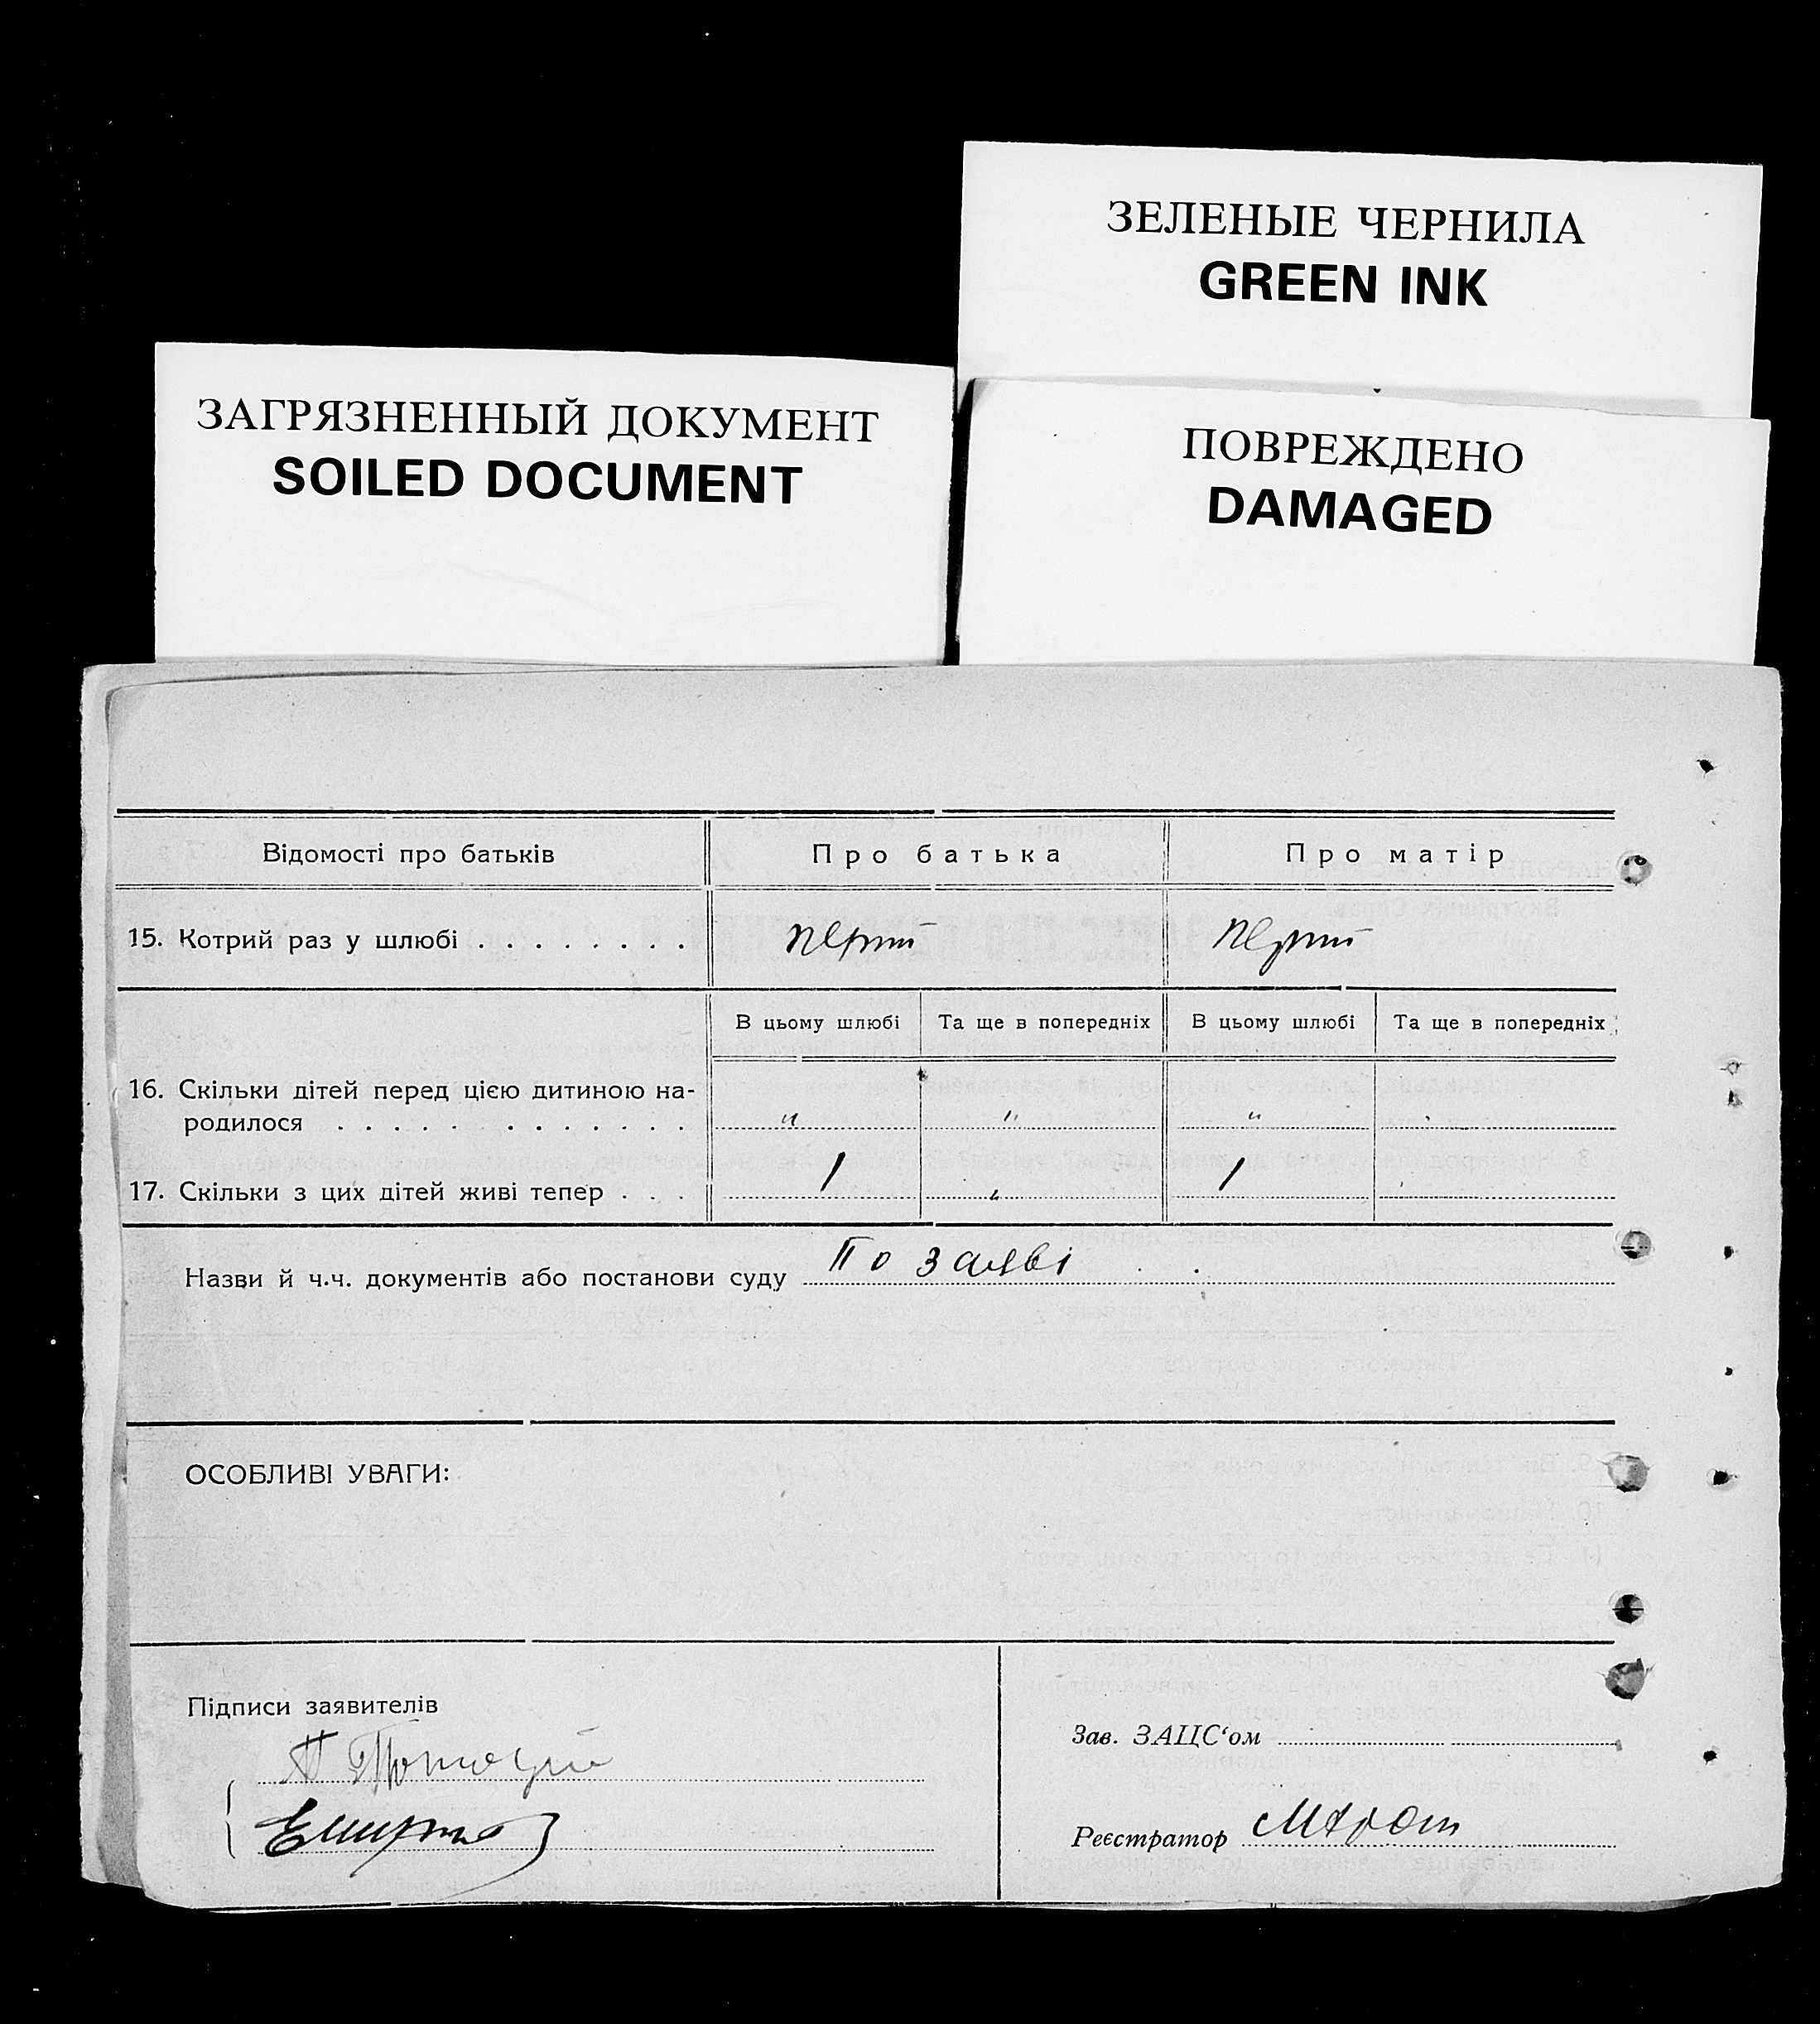 ЗЕЛЕНЫЕ ЧЕРНИЛА
GREEN INK
ЗАГРЯЗНЕННЫЙ ДОКУМЕНТ
SOILED DOCUMENT
ПОВРЕЖДЕНО
DAMAGED
Відомості про батьків Про батька Про матір
15. Котрий раз у шлюбі . . . . . . . .
В цьому шлюбі Та ще в попередніх В цьому шлюбі Та ще в попередніх
16. Скільки дітей перед цією дитиною на-
родилося . . . . . . . . . . . . . " " "
17. Скільки з цих дітей живі тепер . . . 1 " 1
Назви й ч.ч. документів або постанови суду По заяві
ОСОБЛИВІ УВАГИ:
Підписи заявителів
Зав. ЗАЦС‘ом
Реєстратор